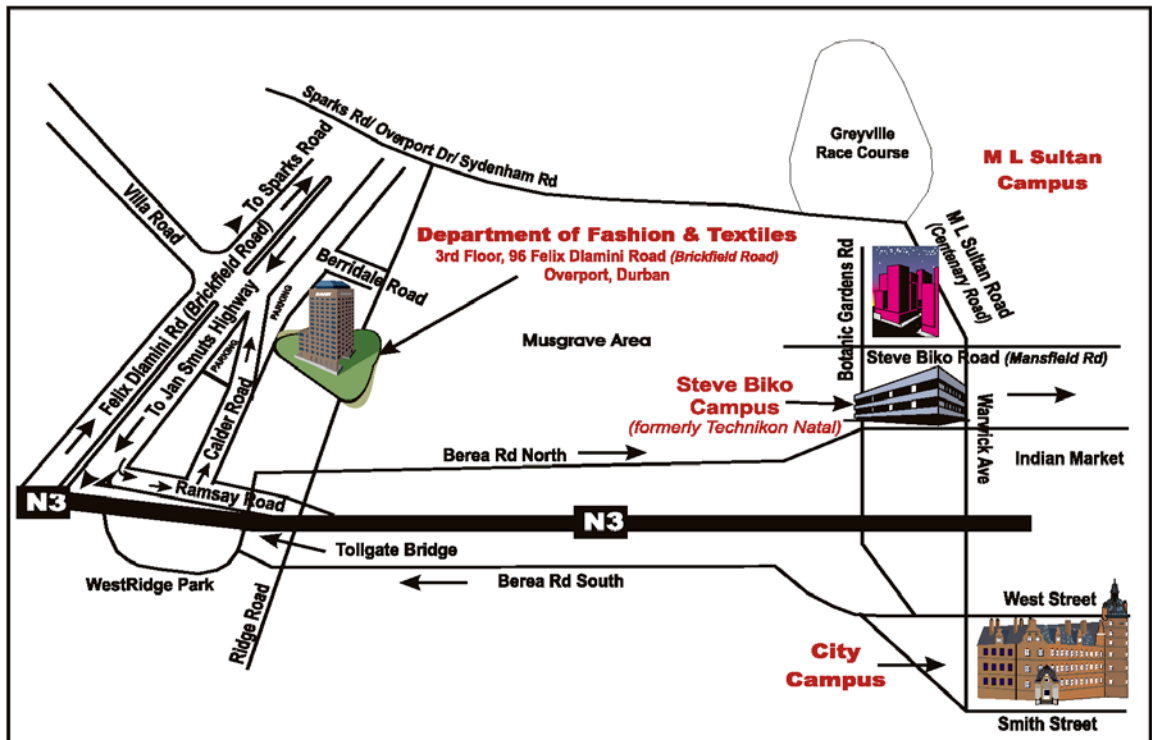 Sparks Rd/ Overport Dr/ Sydenham Rd
Greyville
Race Course
M L Sultan
Campus
Villa Road
To Sparks Road
Felix Dlamini Rd (Brickfield Road)
To Jan Smuts Highway
PARKING
PARKING
Calder Road
Berridale
Road
Department of Fashion & Textiles
3rd Floor, 96 Felix Dlamini Road (Brickfield Road)
Overport, Durban
Musgrave Area
Botanic Gardens Rd
M L Sultan Road
(Centenary Road)
Steve Biko Road (Mansfield Rd)
Steve Biko
Campus
(formerly Technikon Natal)
Warwick Ave
Berea Rd North
Indian Market
Ramsay Road
N3
N3
Tollgate Bridge
WestRidge Park
Berea Rd South
Ridge Road
West Street
City
Campus
Smith Street